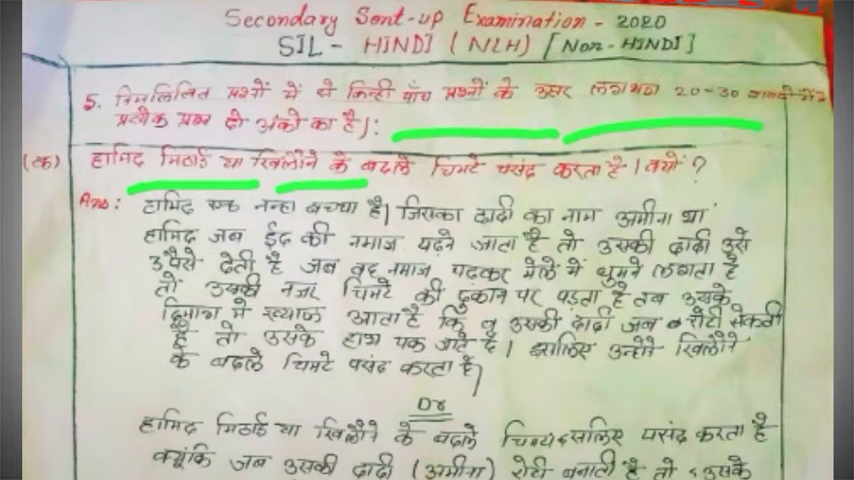 Secondary Sent-up Examination - 2020
SIL - HINDI (NLH) [Non-HINDI]
5. निम्नलिखित प्रश्नों में से किन्हीं पाँच प्रश्नों के उत्तर लगभग 20-30 शब्दों में
प्रत्येक प्रश्न दो अंको का है|:
(क) हामिद मिठाई या खिलौने के बदले चिमटे पसंद करता है। क्यों ?
Ans: हामिद एक नन्हा बच्चा है| जिसका दादी का नाम अमीना था
हामिद जब ईद की नमाज पढ़ने जाता है तो उसकी दादी उसे
3 पैसे देती है जब वह नमाज पढ़कर मेले में घुमने लगता है
तो उसकी नजर चिमटे की दुकान पर पड़ता है तब उसके
दिमाग मे ख्याल आता है कि उसकी दादी जब रोटी सेकती
है तो उसके हाथ पक जाते है। इसलिए उन्होने खिलौने
के बदले चिमटे पसंद करता है|
Or
हामिद मिठाई या खिलौने के बदले पसंद करता है
क्यूंकि जब उसकी दादी (अमीना) रोटी बनाती है तो उसके